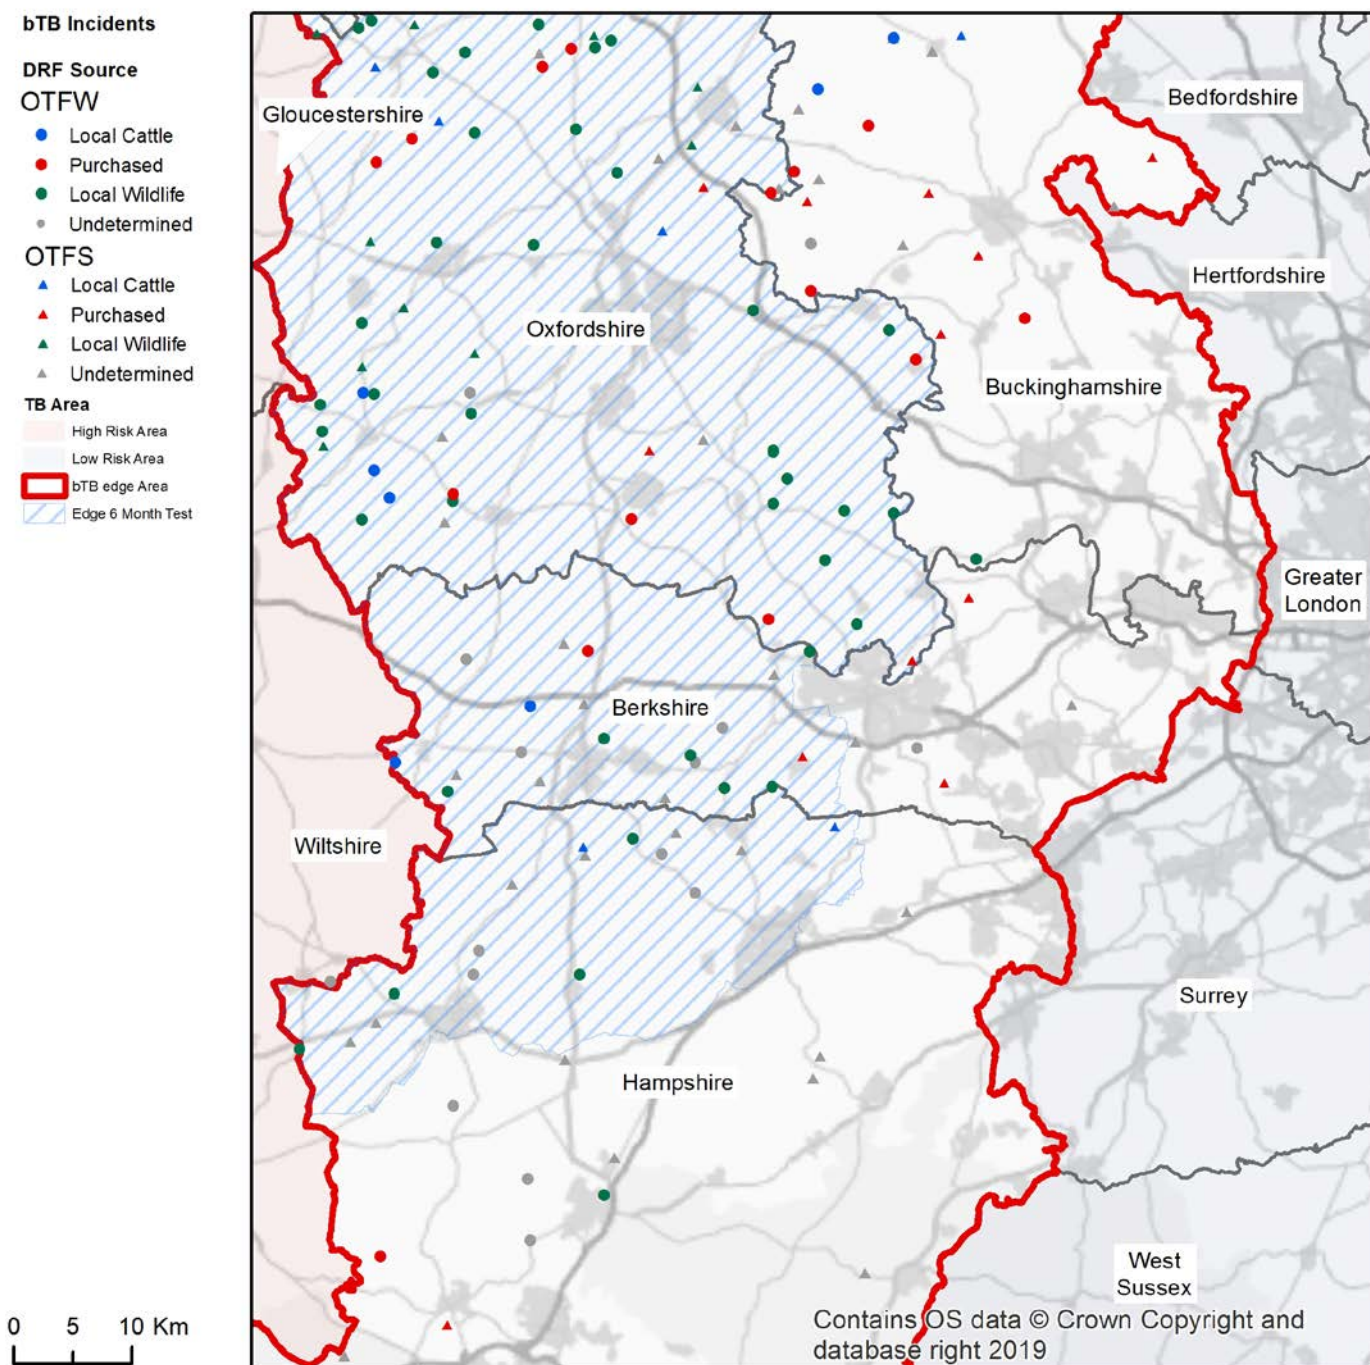 bTB Incidents
DRF Source
OTFW
Local Cattle
Purchased
Local Wildlife
Undetermined
OTFS
Local Cattle
Purchased
Local Wildlife
Undetermined
TB Area
High Risk Area
Low Risk Area
bTB edge Area
Edge 6 Month Test
0 5 10 Km
Gloucestershire
Bedfordshire
Hertfordshire
Oxfordshire
Buckinghamshire
Greater
London
Berkshire
Wiltshire
Surrey
Hampshire
West
Sussex
Contains OS data © Crown Copyright and
database right 2019